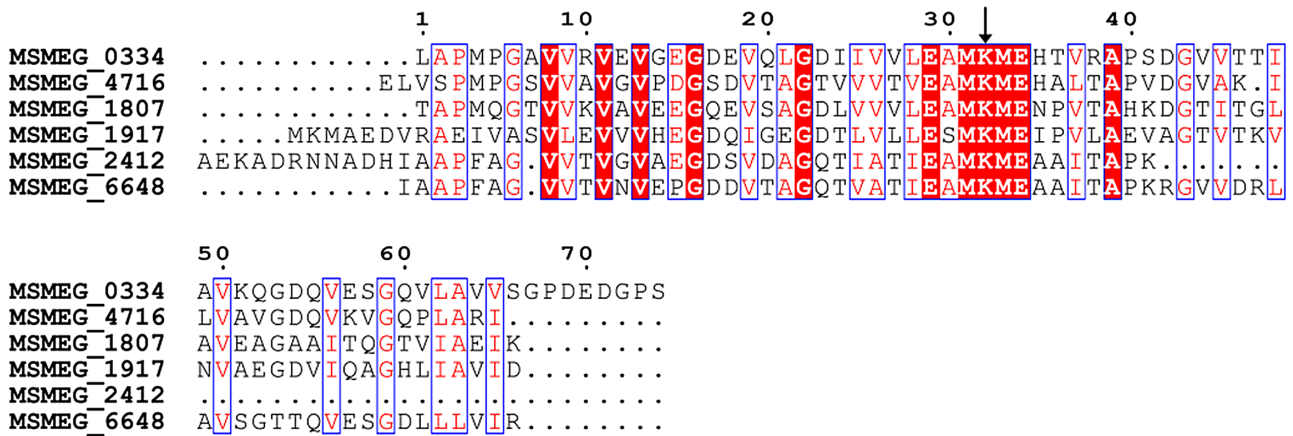 1 10 20 30 40
MSMEG_0334 ............LAPMPGAVVRVEVGEGDEVQLGDIIVVLEAMKMEHTVRAPSDGVVTTI
MSMEG_4716 ..........ELVSPMPGSVVAVGVPDGSDVTAGTVVVTVEAMKMEHALTAPVDGVAK.I
MSMEG_1807 ............TAPMQGTVVKVAVEEGQEVSAGDLVVVLEAMKMENPVTAHKDGTITGL
MSMEG_1917 .....MKMAEDVRAEIVASVLEVVVHEGDQIGEGDTLVLLESMKMEIPVLAEVAGTVTKV
MSMEG_2412 AEKADRNNADHIAAPFAG.VVTVGVAEGDSVDAGQTIATIEAMKMEAAITAPK.......
MSMEG_6648 ...........IAAPFAG.VVTVNVEPGDDVTAGQTVATIEAMKMEAAITAPKRGVVDRL
50 60 70
MSMEG_0334 AVKQGDQVESGQVLAVVSGPDEDGPS
MSMEG_4716 LVAVGDQVKVGQPLARI.........
MSMEG_1807 AVEAGAAITQGTVIAEIK........
MSMEG_1917 NVAEGDVIQAGHLIAVID........
MSMEG_2412 ..........................
MSMEG_6648 AVSGTTQVESGDLLLVIR........